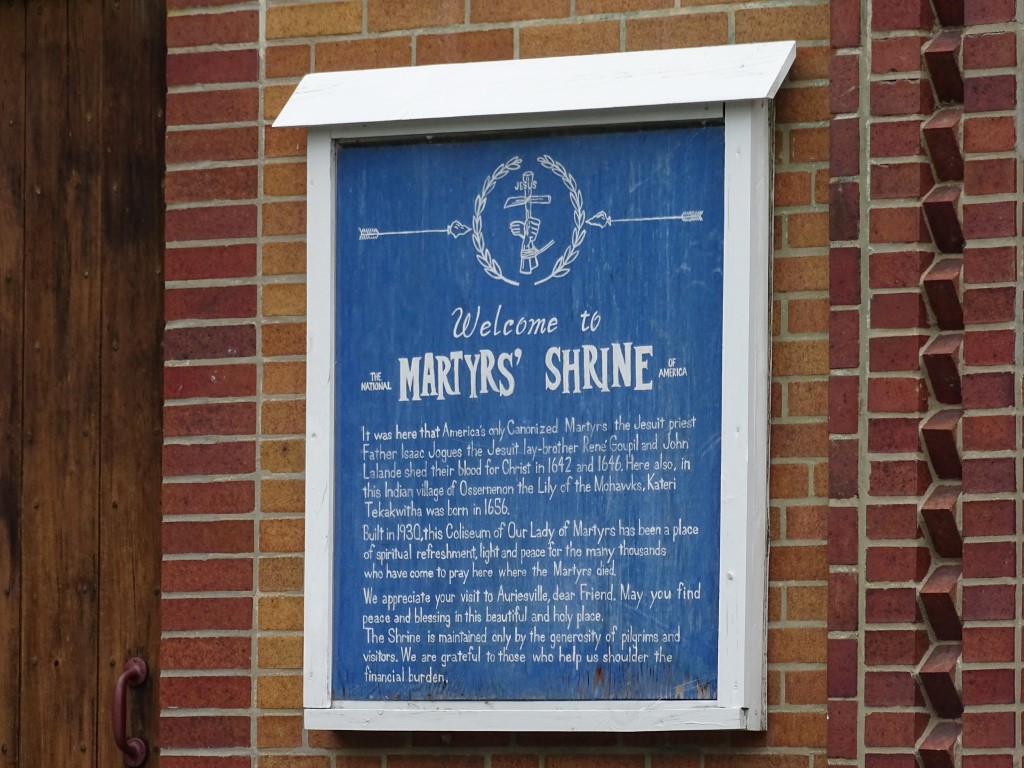 JESUS
Welcome to
THE NATIONAL MARTYRS' SHRINE OF AMERICA
It was here that America's only Canonized Martyrs the Jesuit priest
Father Isaac Jogues the Jesuit lay-brother René Goupil and John
Lalande shed their blood for Christ in 1642 and 1646. Here also, in
this Indian village of Ossernenon the Lily of the Mohawks, Kateri
Tekakwitha was born in 1656.
Built in 1930, this Coliseum of Our Lady of Martyrs has been a place
of spiritual refreshment, light and peace for the many thousands
who have come to pray here where the Martyrs died.
We appreciate your visit to Auriesville, dear Friend. May you find
peace and blessing in this beautiful and holy place.
The Shrine is maintained only by the generosity of pilgrims and
visitors. We are grateful to those who help us shoulder the
financial burden.